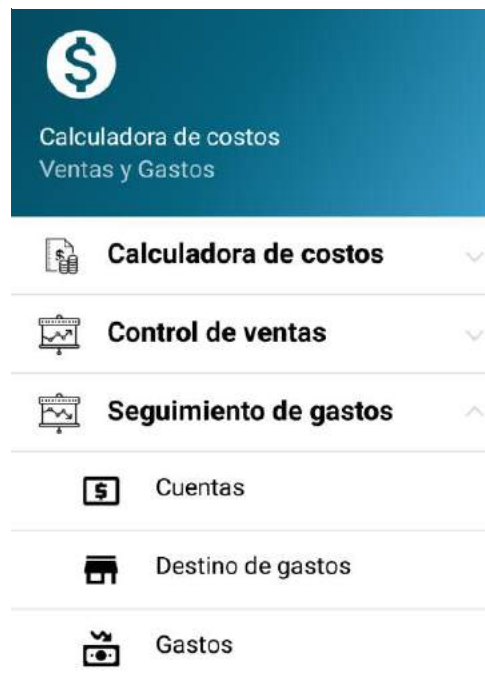 Calculadora de costos
Ventas y Gastos
Calculadora de costos
Control de ventas
Seguimiento de gastos
Cuentas
Destino de gastos
Gastos